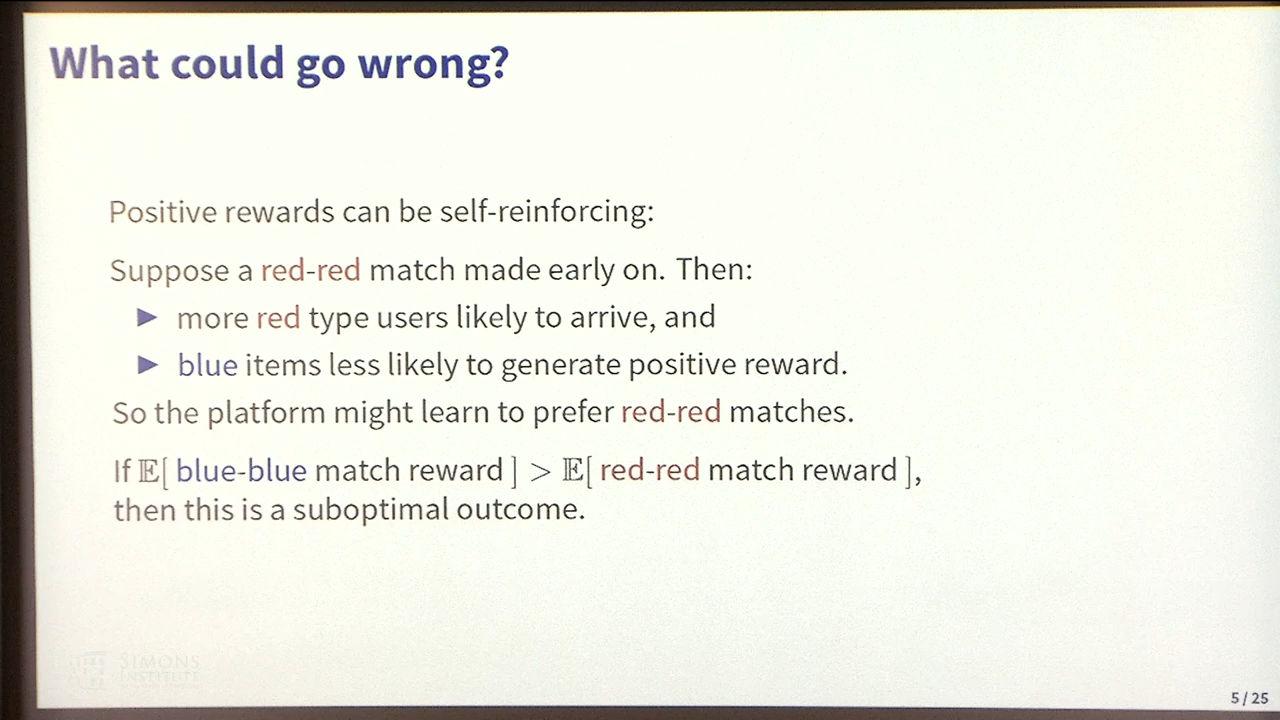 What could go wrong?
Positive rewards can be self-reinforcing:
Suppose a red-red match made early on. Then:
▶ more red type users likely to arrive, and
▶ blue items less likely to generate positive reward.
So the platform might learn to prefer red-red matches.
If 𝔼[ blue-blue match reward ] > 𝔼[ red-red match reward ],
then this is a suboptimal outcome.
SIMONS
INSTITUTE
5 / 25